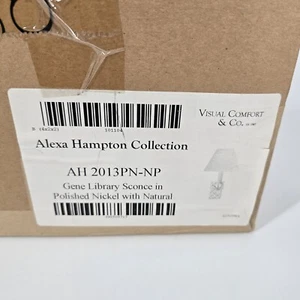 VISUAL COMFORT
& CO.
Alexa Hampton Collection
AH 2013PN-NP
Gene Library Sconce in
Polished Nickel with Natural